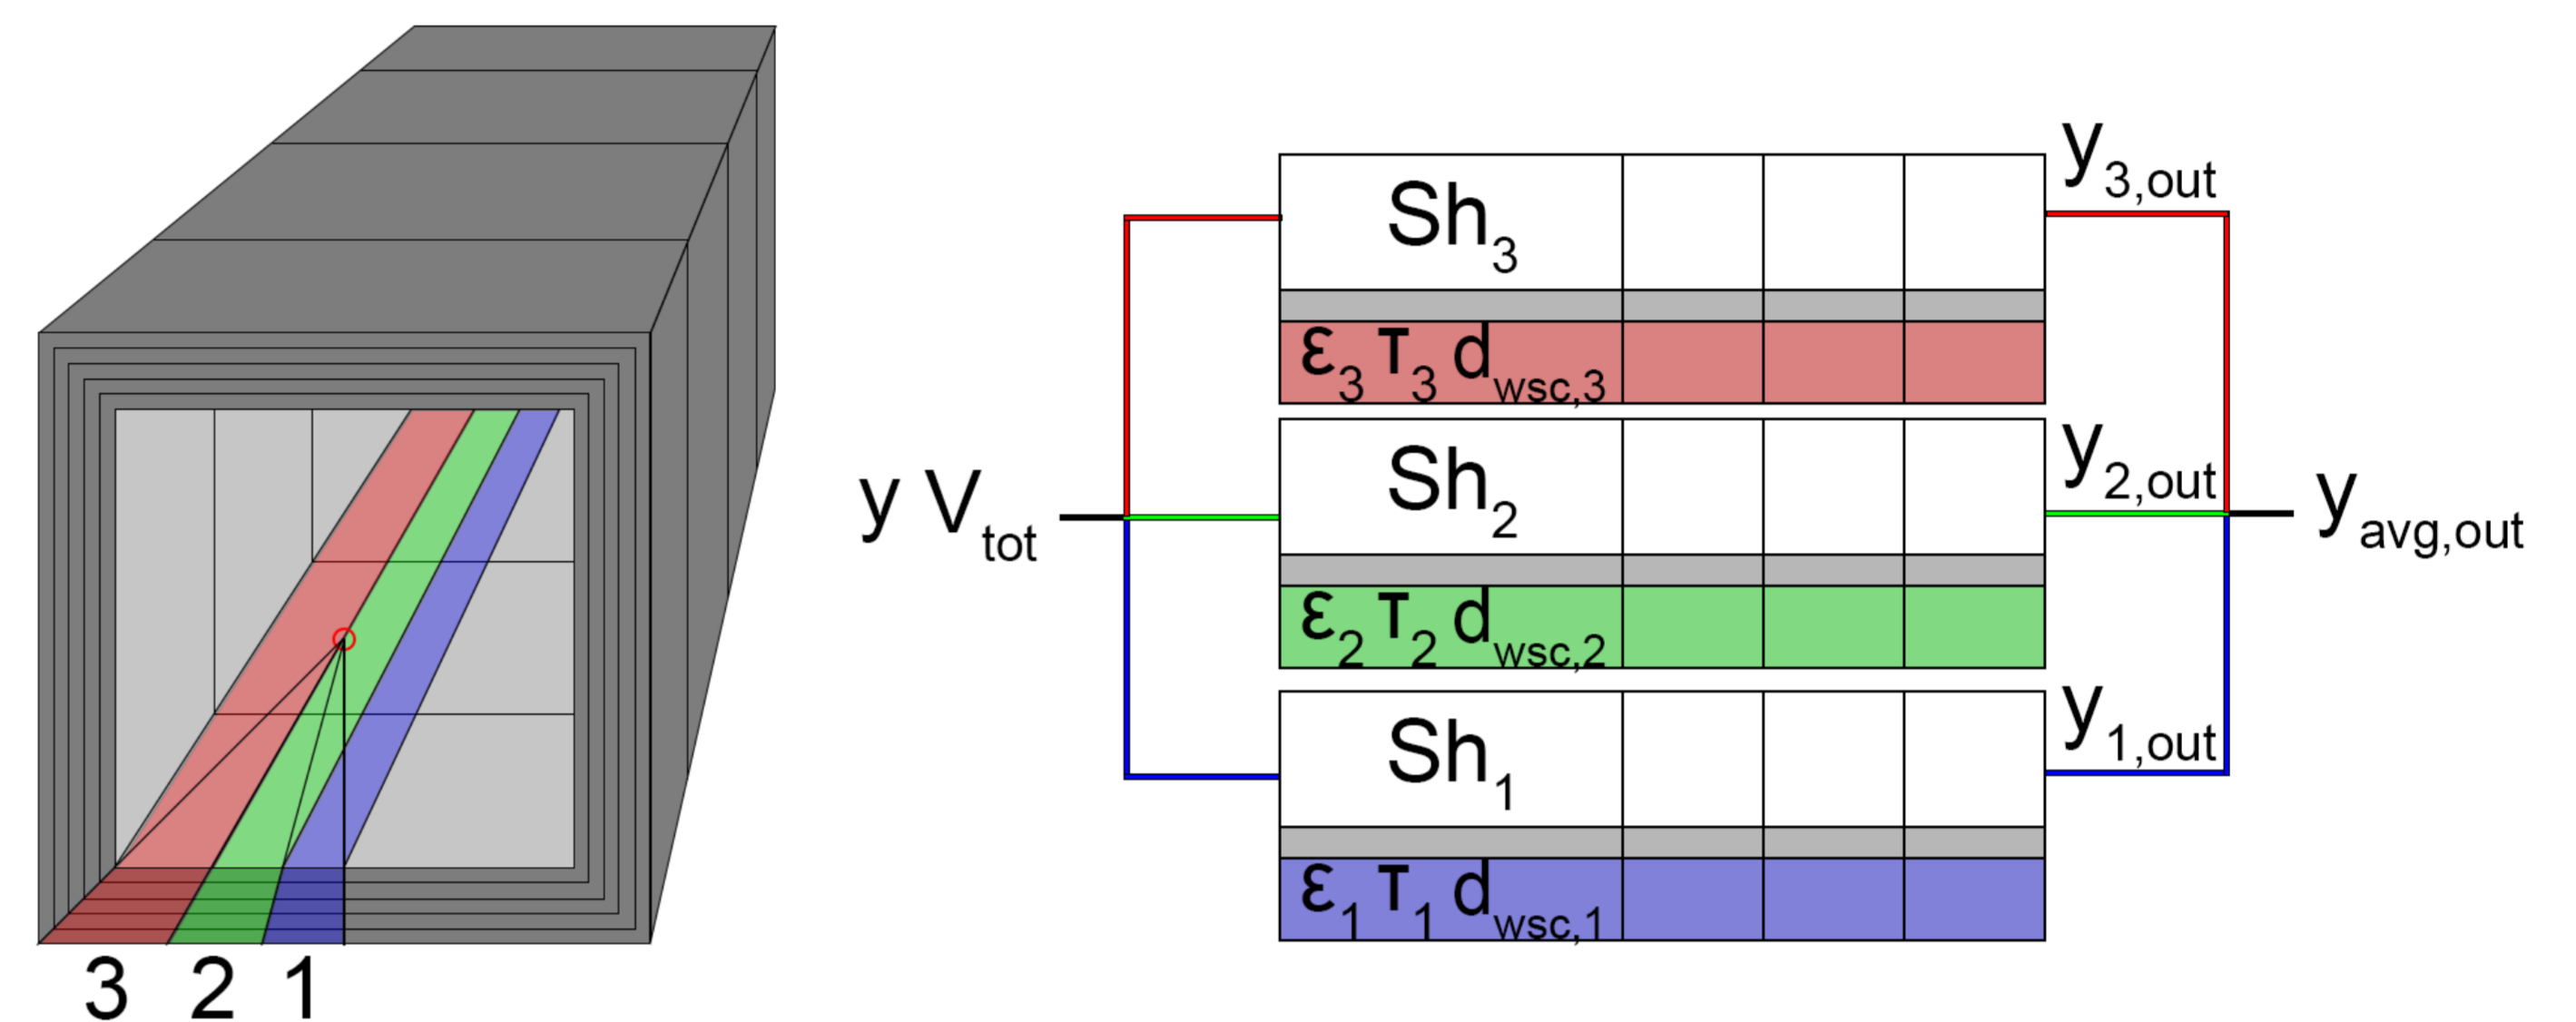 3 2 1
y V_tot
Sh_3
ε_3 τ_3 d_wsc,3
y_3,out
Sh_2
ε_2 τ_2 d_wsc,2
y_2,out
Sh_1
ε_1 τ_1 d_wsc,1
y_1,out
y_avg,out